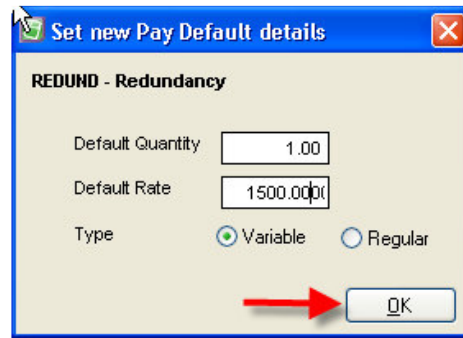 Set new Pay Default details
REDUND - Redundancy
Default Quantity 1.00
Default Rate 1500.000
Type Variable Regular
OK